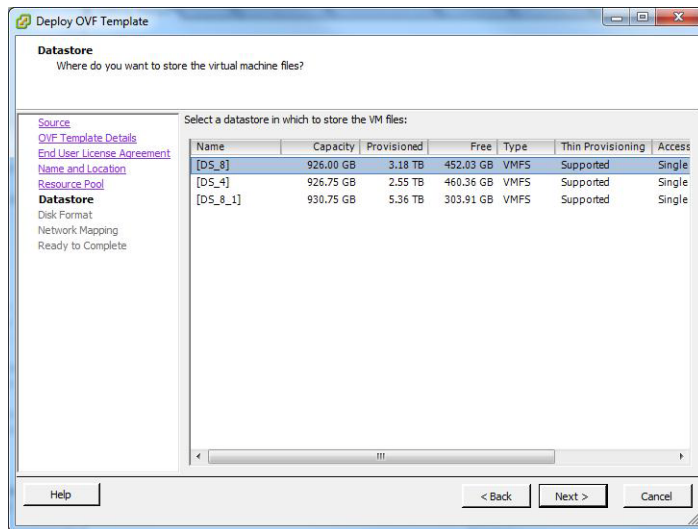 Deploy OVF Template
Datastore
Where do you want to store the virtual machine files?
Source
OVF Template Details
End User License Agreement
Name and Location
Resource Pool
Datastore
Disk Format
Network Mapping
Ready to Complete
Select a datastore in which to store the VM files:
Name Capacity Provisioned Free Type Thin Provisioning Access
[DS_8] 926.00 GB 3.18 TB 452.03 GB VMFS Supported Single
[DS_4] 926.75 GB 2.55 TB 460.36 GB VMFS Supported Single
[DS_8_1] 930.75 GB 5.36 TB 303.91 GB VMFS Supported Single
Help < Back Next > Cancel